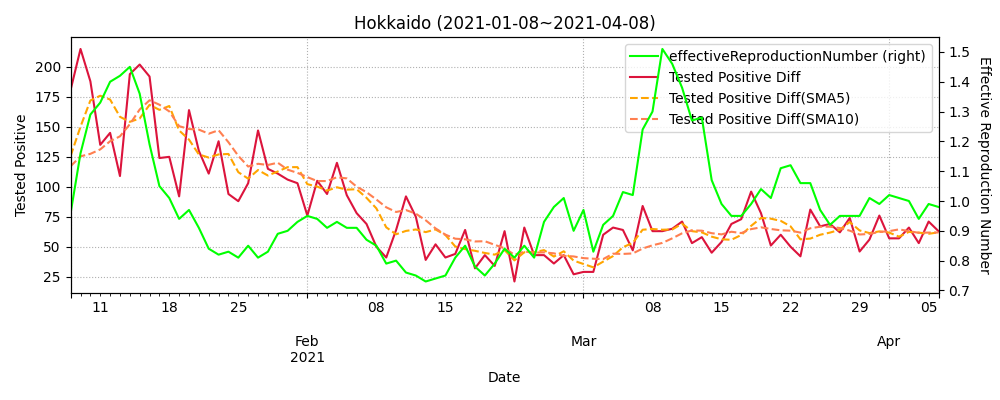 Hokkaido (2021-01-08~2021-04-08)
effectiveReproductionNumber (right)
Tested Positive Diff
Tested Positive Diff(SMA5)
Tested Positive Diff(SMA10)
Tested Positive
200
175
150
125
100
75
50
25
1.5
1.4
1.3
1.2
1.1
1.0
0.9
0.8
0.7
Effective Reproduction Number
11 18 25 08 15 22 08 15 22 29 05
Feb Mar Apr
2021
Date